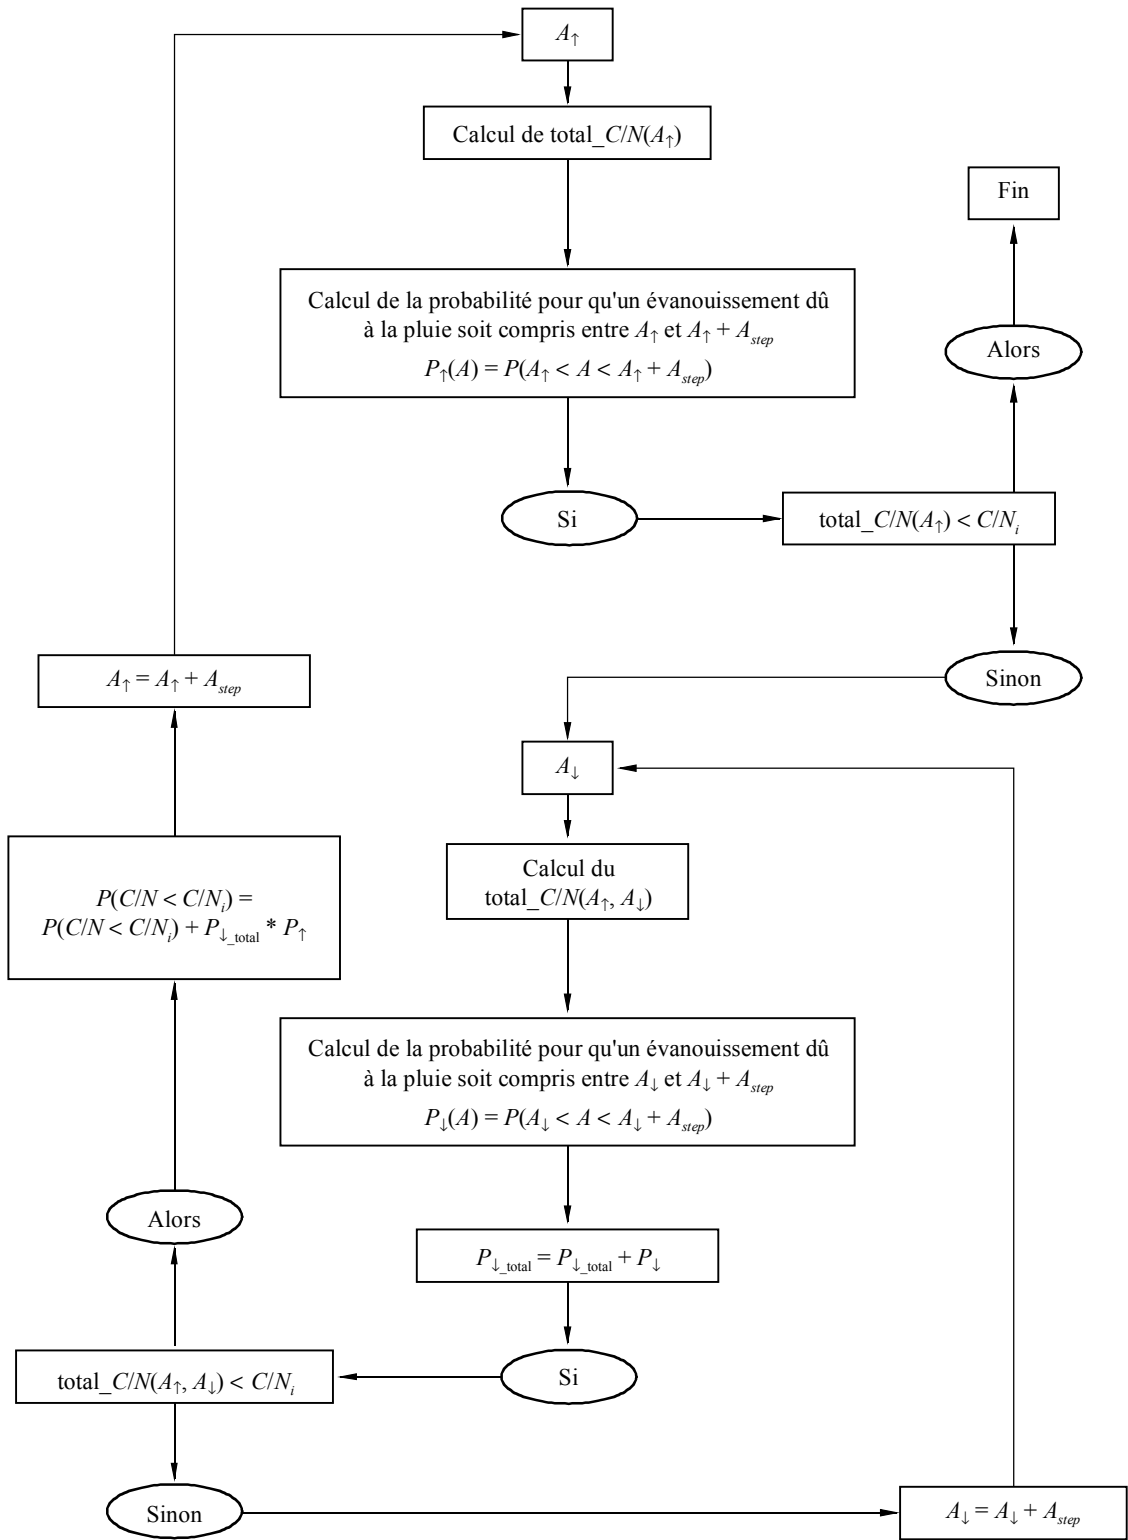 A↑
Calcul de total_C/N(A↑)
Fin
Calcul de la probabilité pour qu'un évanouissement dû
à la pluie soit compris entre A↑ et A↑ + Astep
P↑(A) = P(A↑ < A < A↑ + Astep)
Alors
Si
total_C/N(A↑) < C/Ni
Sinon
A↑ = A↑ + Astep
A↓
Calcul du
total_C/N(A↑, A↓)
P(C/N < C/Ni) =
P(C/N < C/Ni) + P↓_total * P↑
Calcul de la probabilité pour qu'un évanouissement dû
à la pluie soit compris entre A↓ et A↓ + Astep
P↓(A) = P(A↓ < A < A↓ + Astep)
Alors
P↓_total = P↓_total + P↓
Si
total_C/N(A↑, A↓) < C/Ni
Sinon
A↓ = A↓ + Astep